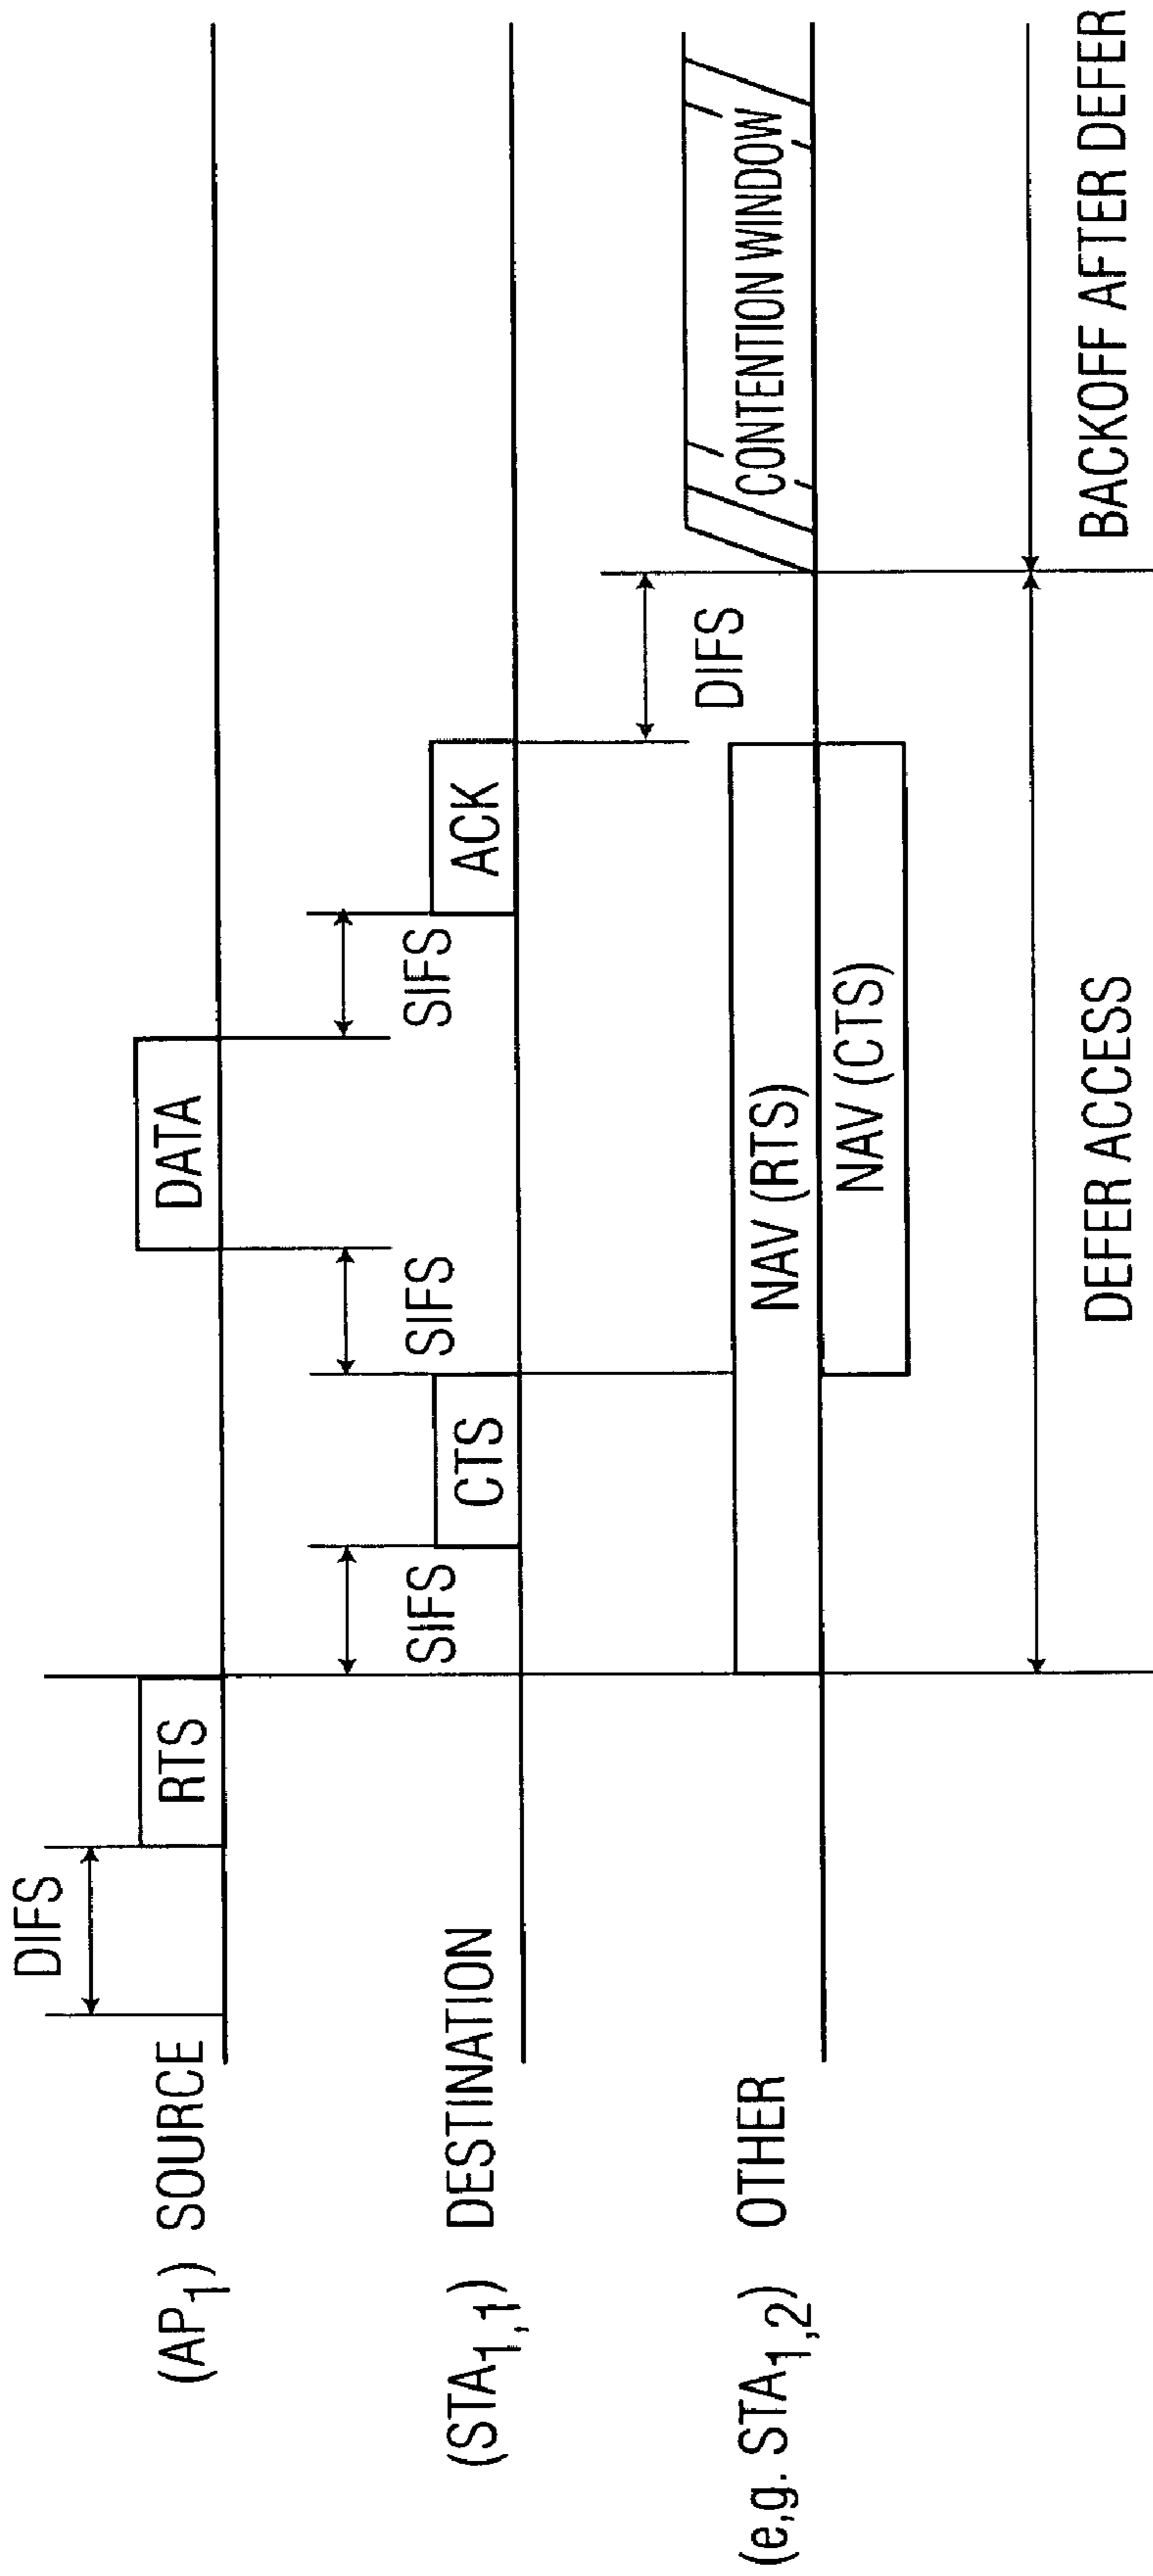 DIFS
(AP1) SOURCE
RTS
DATA
SIFS
SIFS
SIFS
(STA1,1) DESTINATION
CTS
ACK
DIFS
(e,g. STA1,2) OTHER
NAV (RTS)
CONTENTION WINDOW
NAV (CTS)
DEFER ACCESS
BACKOFF AFTER DEFER